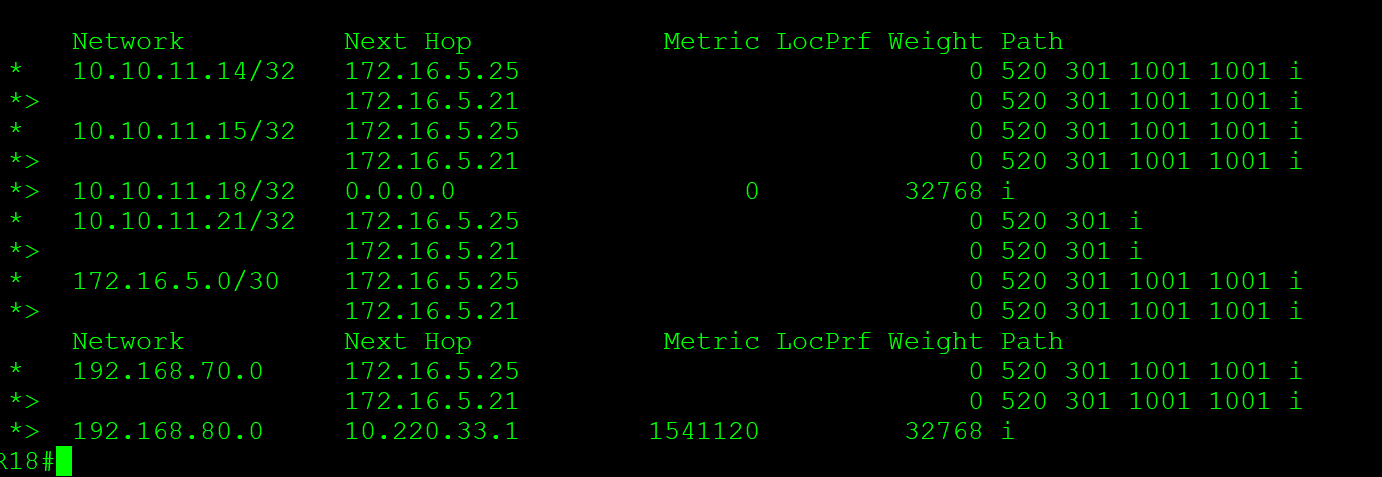 Network          Next Hop            Metric LocPrf Weight Path
 *   10.10.11.14/32   172.16.5.25                            0 520 301 1001 1001 i
 *>                   172.16.5.21                            0 520 301 1001 1001 i
 *   10.10.11.15/32   172.16.5.25                            0 520 301 1001 1001 i
 *>                   172.16.5.21                            0 520 301 1001 1001 i
 *>  10.10.11.18/32   0.0.0.0                  0         32768 i
 *   10.10.11.21/32   172.16.5.25                            0 520 301 i
 *>                   172.16.5.21                            0 520 301 i
 *   172.16.5.0/30    172.16.5.25                            0 520 301 1001 1001 i
 *>                   172.16.5.21                            0 520 301 1001 1001 i
     Network          Next Hop            Metric LocPrf Weight Path
 *   192.168.70.0     172.16.5.25                            0 520 301 1001 1001 i
 *>                   172.16.5.21                            0 520 301 1001 1001 i
 *>  192.168.80.0     10.220.33.1        1541120         32768 i
R18#